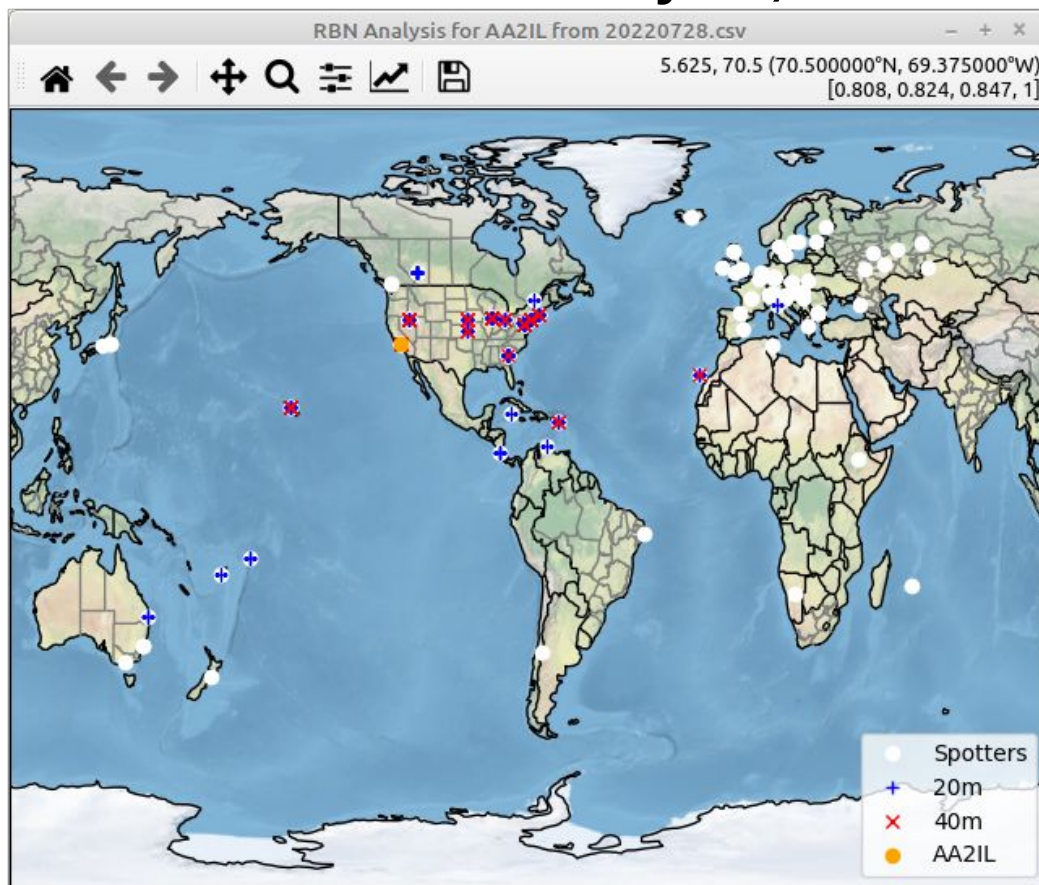 RBN Analysis for AA2IL from 20220728.csv
5.625, 70.5 (70.500000°N, 69.375000°W)
[0.808, 0.824, 0.847, 1]
Spotters
20m
40m
AA2IL